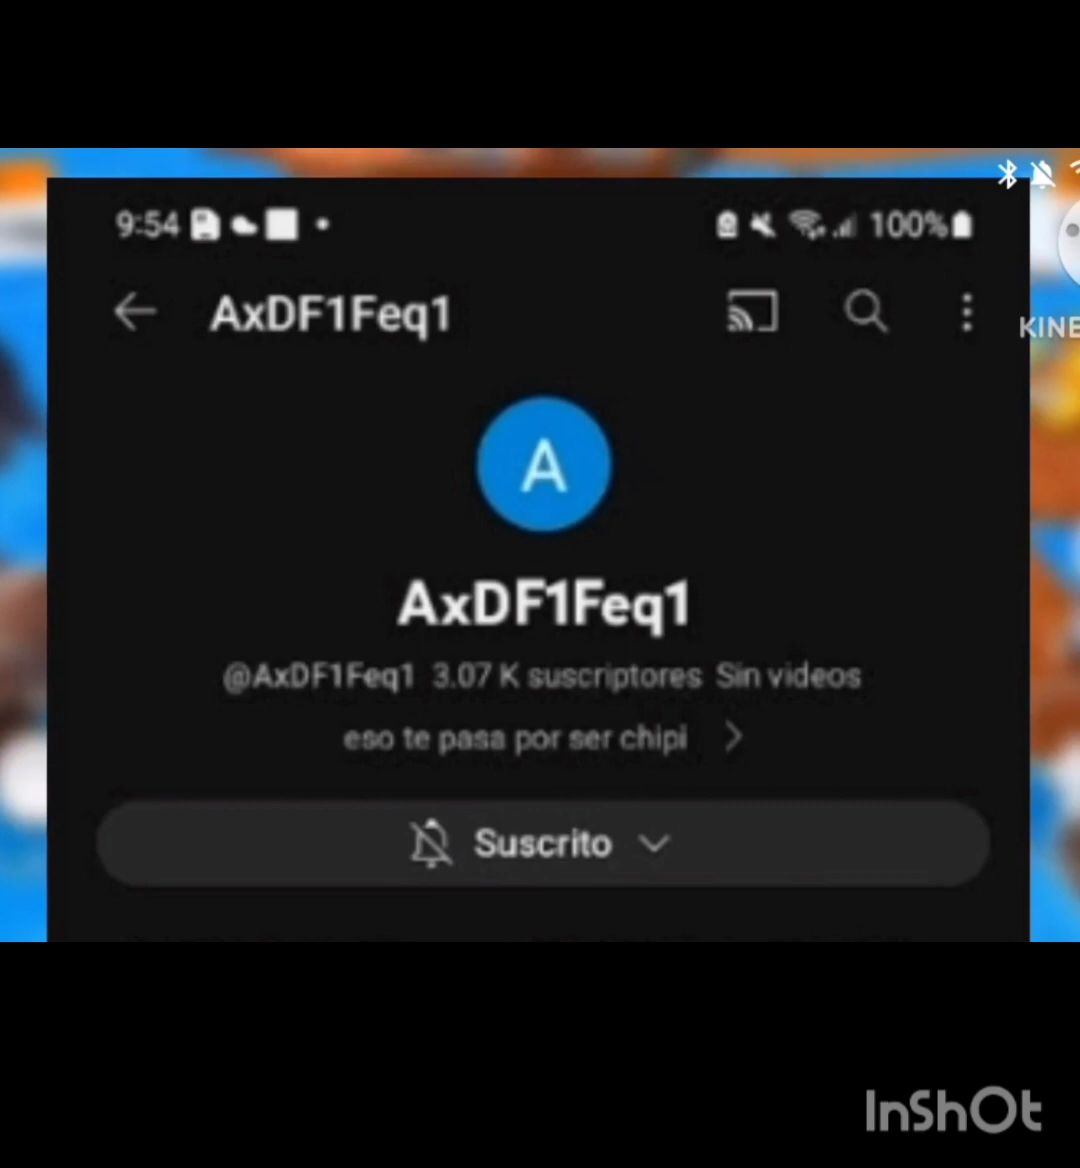 9:54
100%
AxDF1Feq1
KINE
A
AxDF1Feq1
@AxDF1Feq1 3.07 K suscriptores Sin videos
eso te pasa por ser chipi
Suscrito
InShOt